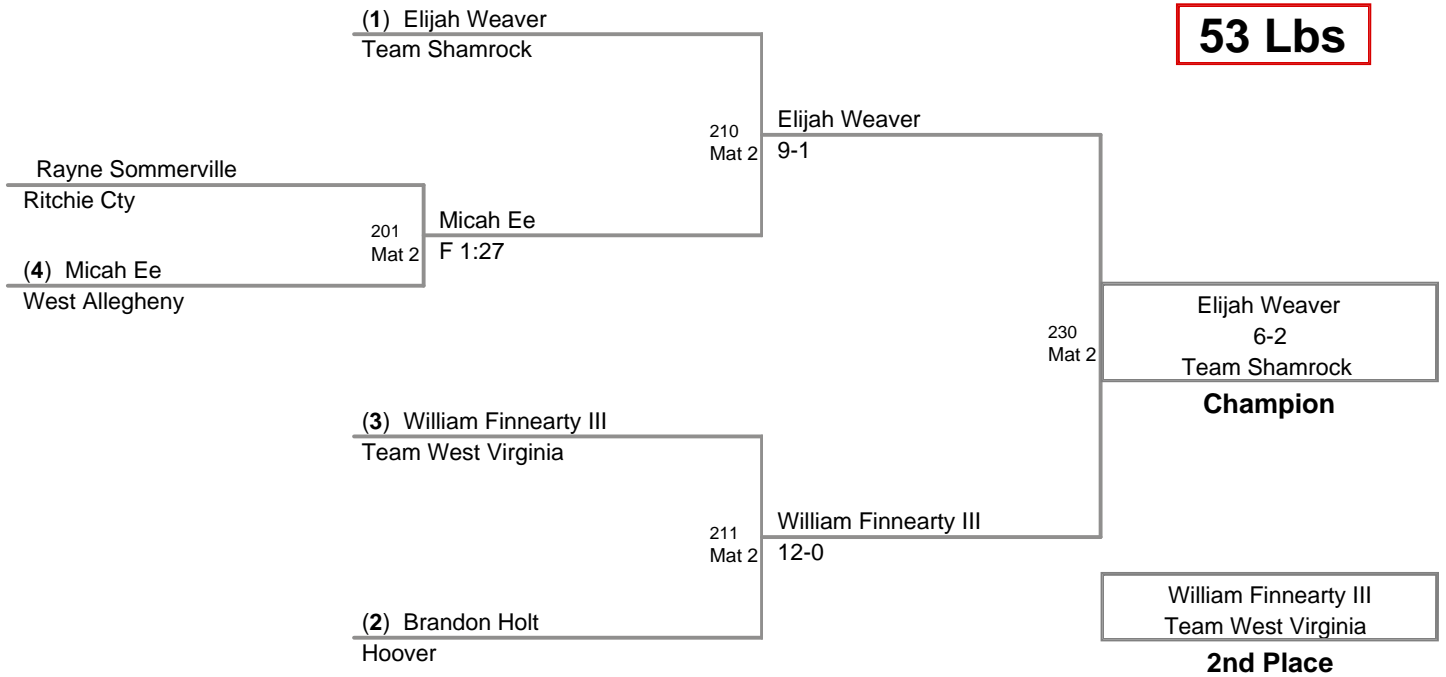 (1) Elijah Weaver
Team Shamrock
53 Lbs
210
Mat 2
Elijah Weaver
9-1
Rayne Sommerville
Ritchie Cty
201
Mat 2
Micah Ee
F 1:27
(4) Micah Ee
West Allegheny
230
Mat 2
Elijah Weaver
6-2
Team Shamrock
Champion
(3) William Finnearty III
Team West Virginia
211
Mat 2
William Finnearty III
12-0
(2) Brandon Holt
Hoover
William Finnearty III
Team West Virginia
2nd Place